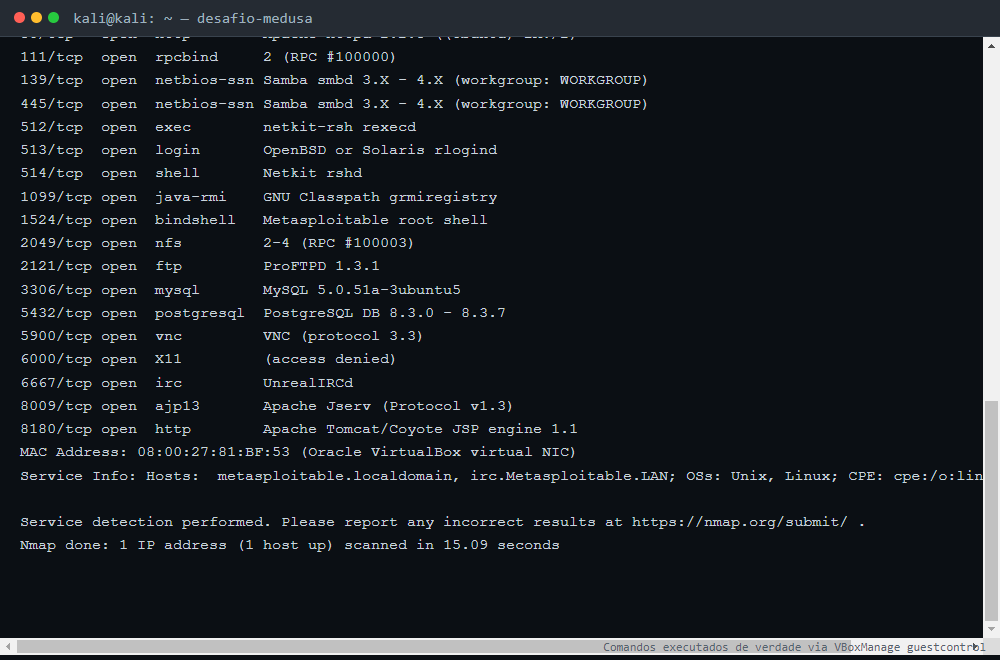 kali@kali: ~ — desafio-medusa
111/tcp open rpcbind 2 (RPC #100000)
139/tcp open netbios-ssn Samba smbd 3.X - 4.X (workgroup: WORKGROUP)
445/tcp open netbios-ssn Samba smbd 3.X - 4.X (workgroup: WORKGROUP)
512/tcp open exec netkit-rsh rexecd
513/tcp open login OpenBSD or Solaris rlogind
514/tcp open shell Netkit rshd
1099/tcp open java-rmi GNU Classpath grmiregistry
1524/tcp open bindshell Metasploitable root shell
2049/tcp open nfs 2-4 (RPC #100003)
2121/tcp open ftp ProFTPD 1.3.1
3306/tcp open mysql MySQL 5.0.51a-3ubuntu5
5432/tcp open postgresql PostgreSQL DB 8.3.0 - 8.3.7
5900/tcp open vnc VNC (protocol 3.3)
6000/tcp open X11 (access denied)
6667/tcp open irc UnrealIRCd
8009/tcp open ajp13 Apache Jserv (Protocol v1.3)
8180/tcp open http Apache Tomcat/Coyote JSP engine 1.1
MAC Address: 08:00:27:81:BF:53 (Oracle VirtualBox virtual NIC)
Service Info: Hosts: metasploitable.localdomain, irc.Metasploitable.LAN; OSs: Unix, Linux; CPE: cpe:/o:lin
Service detection performed. Please report any incorrect results at https://nmap.org/submit/ .
Nmap done: 1 IP address (1 host up) scanned in 15.09 seconds
Comandos executados de verdade via VBoxManage guestcontrol